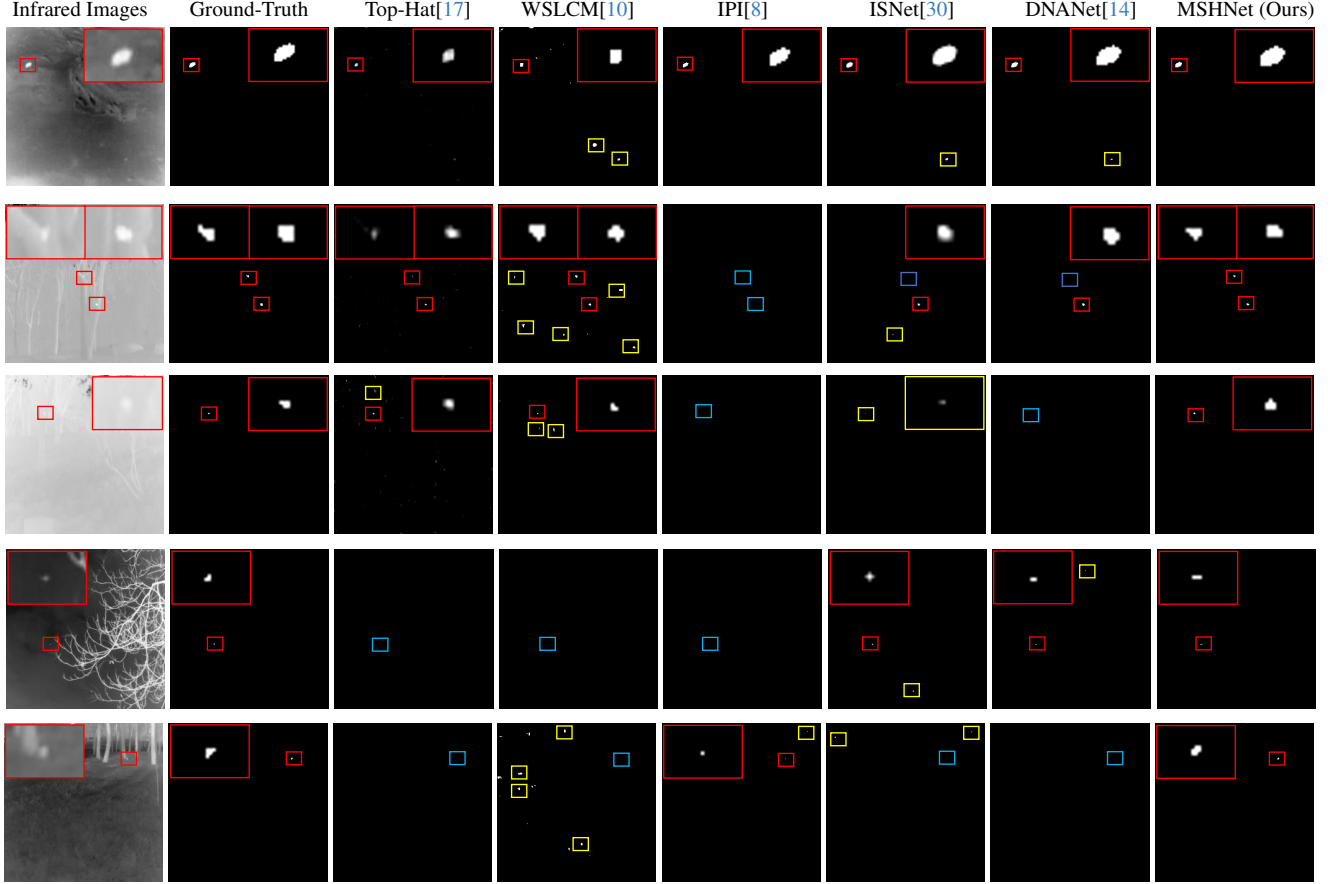 Infrared Images Ground-Truth Top-Hat[17] WSLCM[10] IPI[8] ISNet[30] DNANet[14] MSHNet (Ours)